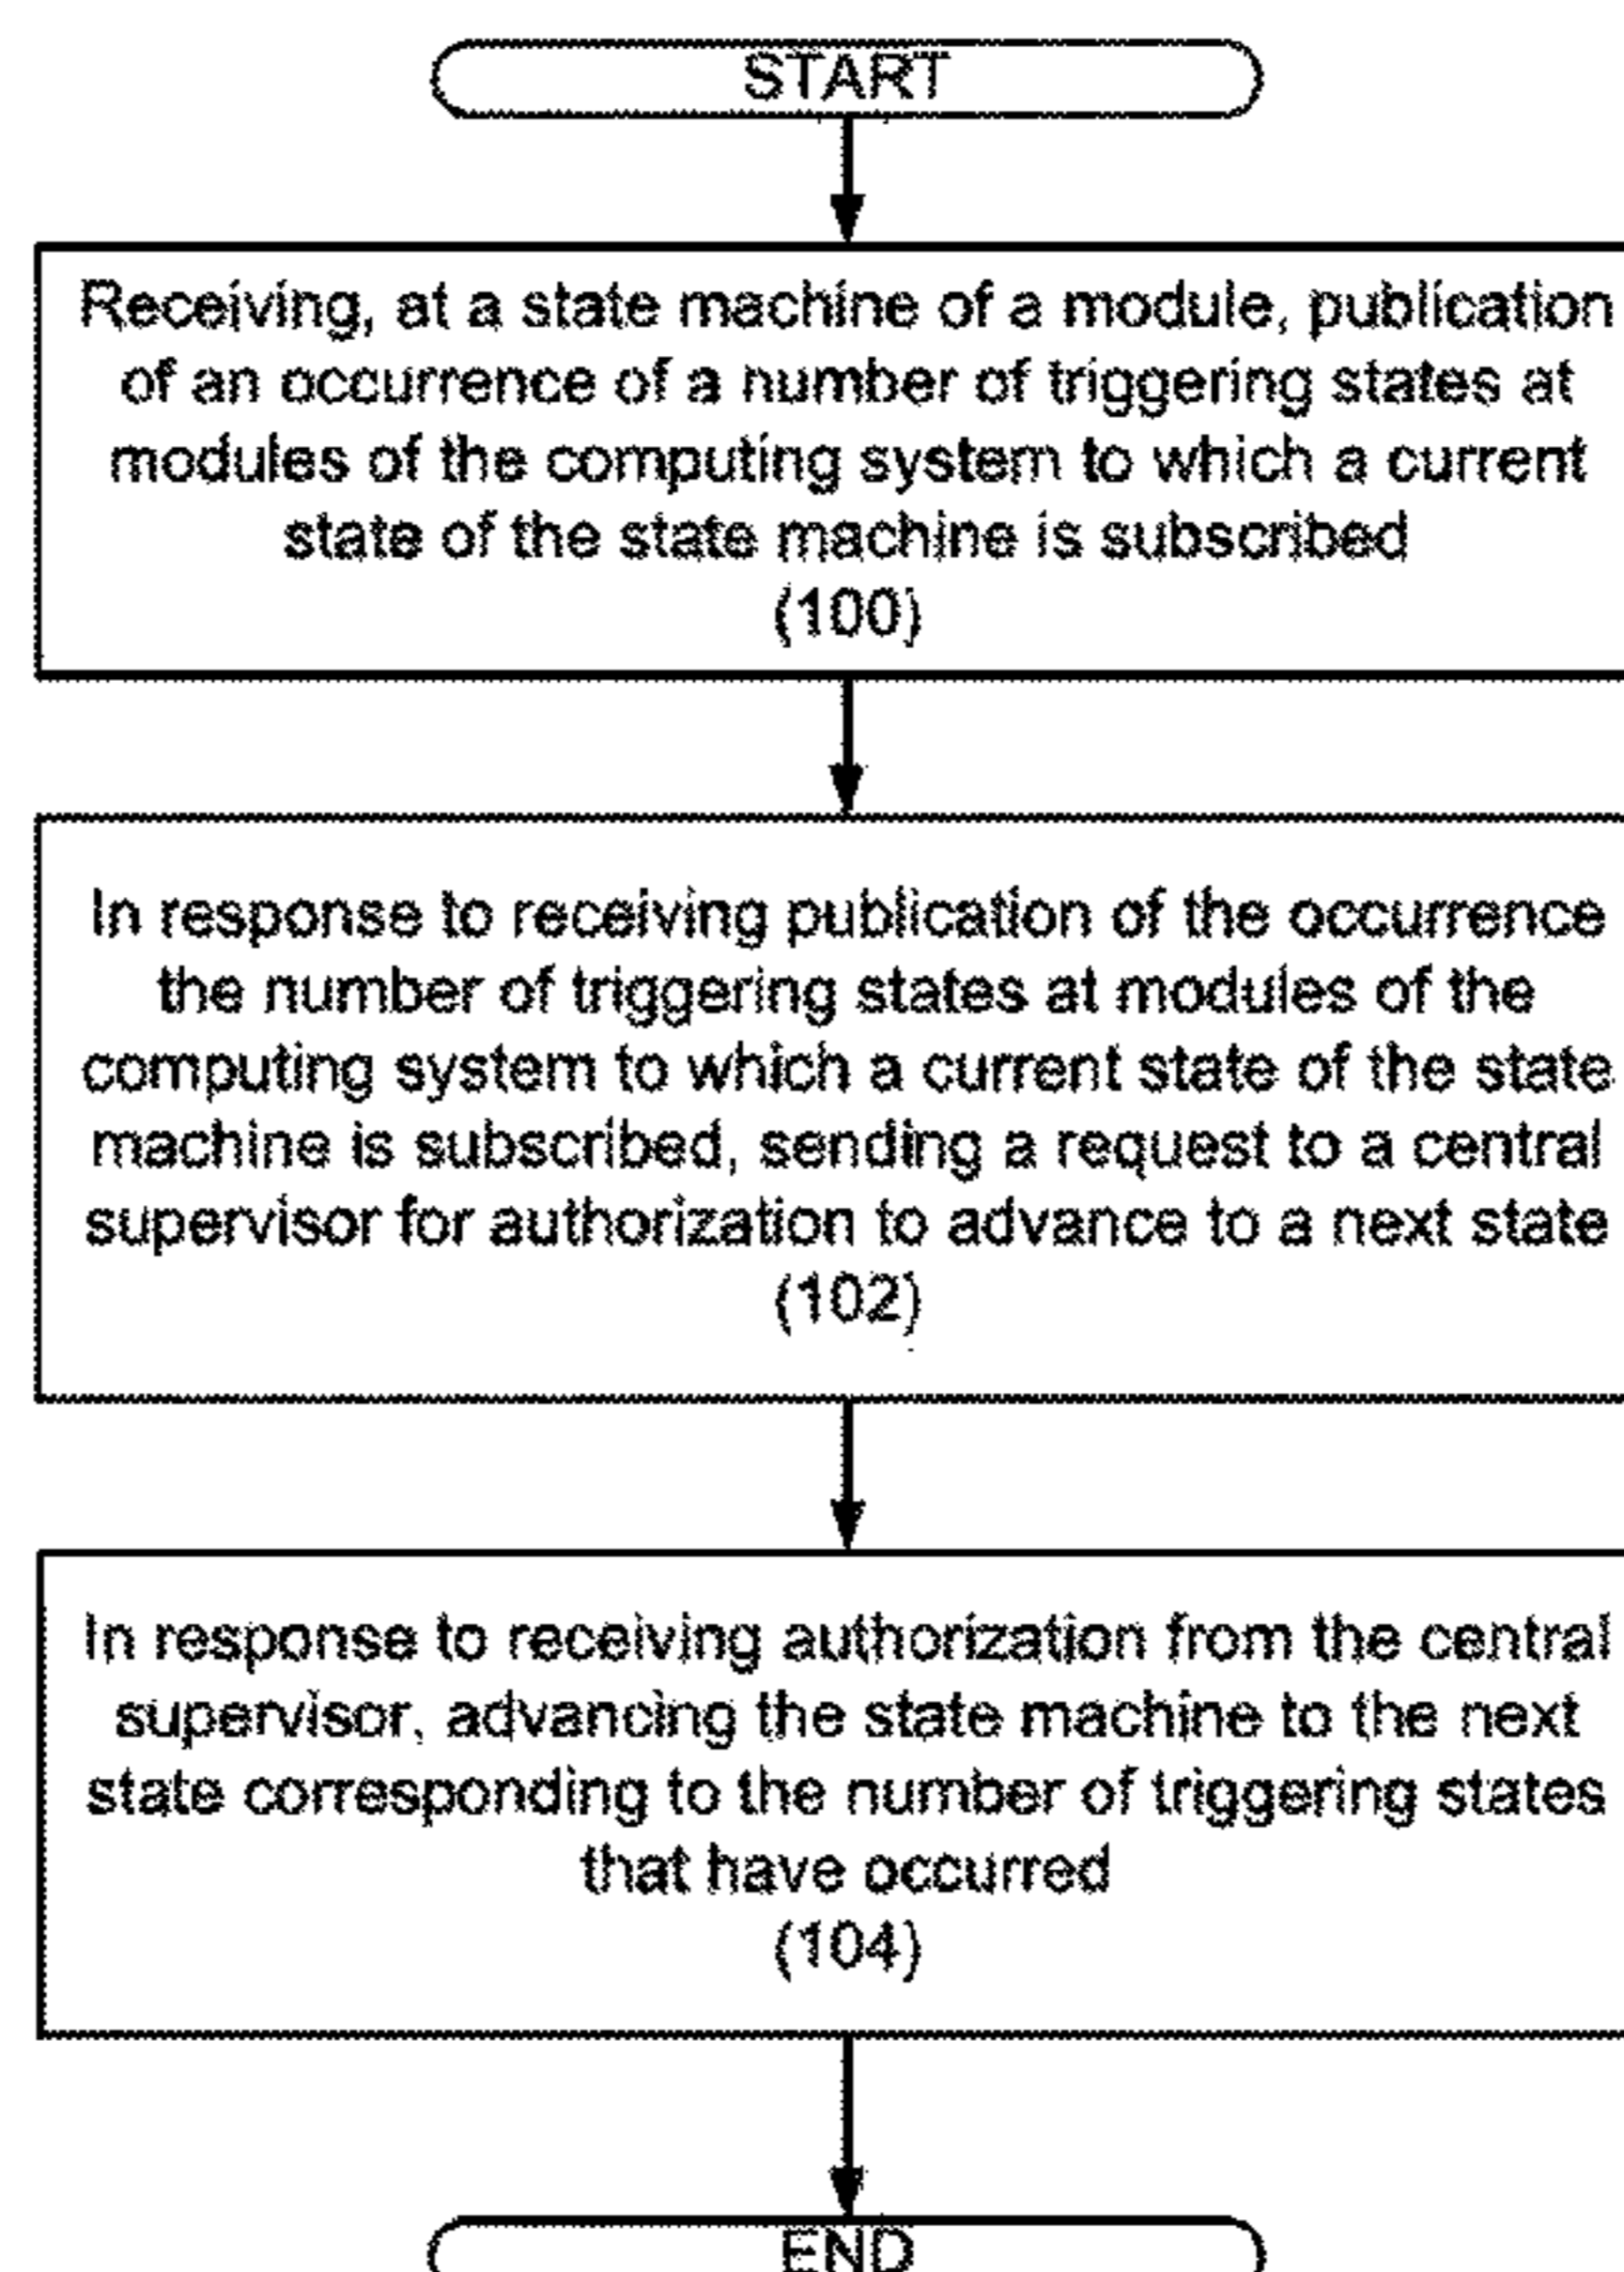 START
Receiving, at a state machine of a module, publication
of an occurrence of a number of triggering states at
modules of the computing system to which a current
state of the state machine is subscribed
(100)
In response to receiving publication of the occurrence
the number of triggering states at modules of the
computing system to which a current state of the state
machine is subscribed, sending a request to a central
supervisor for authorization to advance to a next state
(102)
In response to receiving authorization from the central
supervisor, advancing the state machine to the next
state corresponding to the number of triggering states
that have occurred
(104)
END